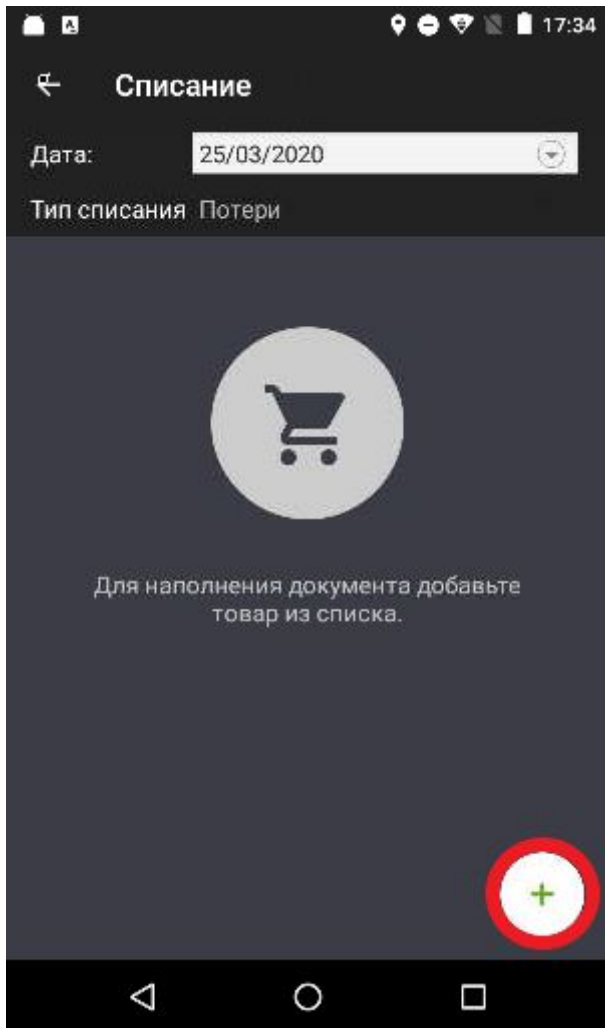 17:34
Списание
Дата: 25/03/2020
Тип списания Потери
Для наполнения документа добавьте
товар из списка.
+